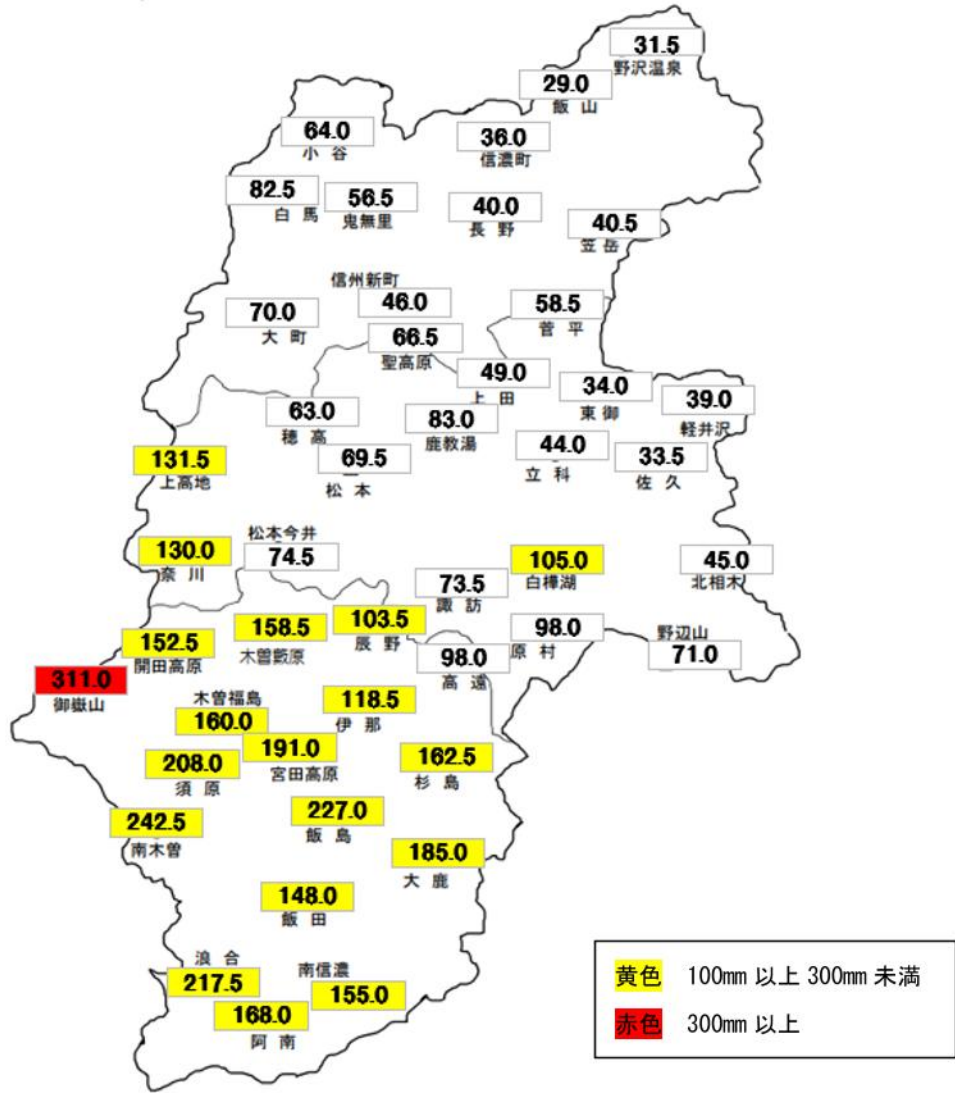 31.5
野沢温泉
29.0
飯 山
64.0
小 谷
36.0
信濃町
82.5
白 馬
56.5
鬼無里
40.0
長 野
40.5
笠 岳
信州新町
46.0
70.0
大 町
58.5
菅 平
66.5
聖高原
49.0
上 田
34.0
東 御
39.0
軽井沢
63.0
穂 高
83.0
鹿教湯
44.0
立 科
33.5
佐 久
131.5
上高地
69.5
松 本
130.0
奈 川
松本今井
74.5
105.0
白樺湖
45.0
北相木
73.5
諏 訪
103.5
辰 野
158.5
木曽藪原
152.5
開田高原
98.0
原 村
野辺山
71.0
98.0
高 遠
311.0
御嶽山
木曽福島
160.0
118.5
伊 那
191.0
宮田高原
208.0
須 原
162.5
杉 島
242.5
南木曽
227.0
飯 島
185.0
大 鹿
148.0
飯 田
浪 合
217.5
南信濃
155.0
168.0
阿 南
黄色 100mm 以上 300mm 未満
赤色 300mm 以上